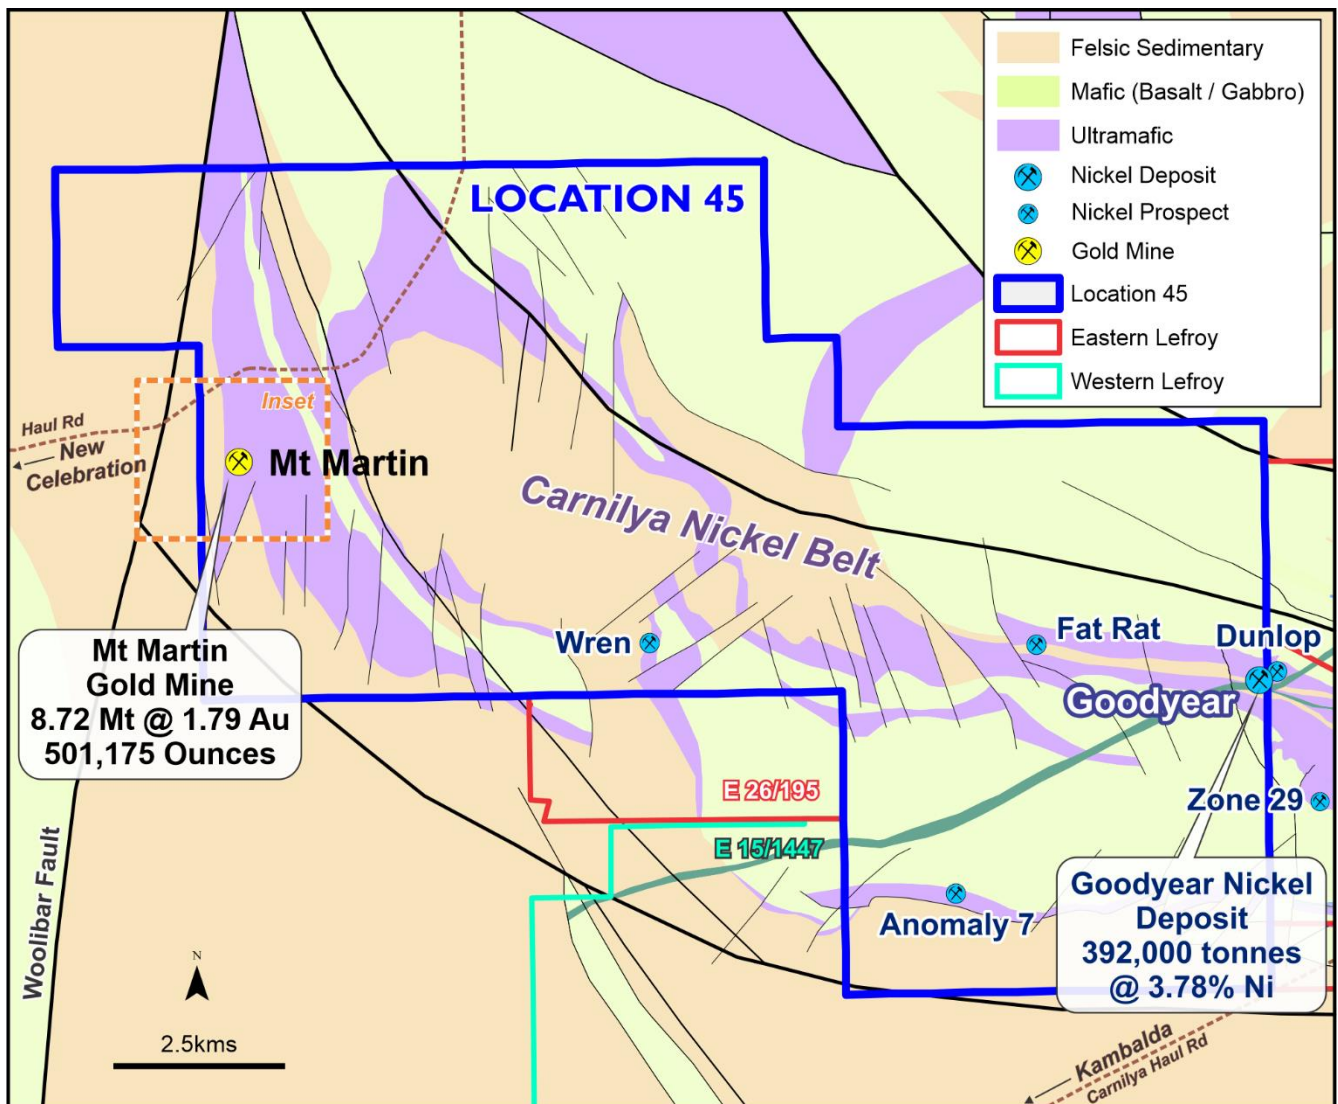 Felsic Sedimentary
Mafic (Basalt / Gabbro)
Ultramafic
Nickel Deposit
Nickel Prospect
Gold Mine
Location 45
Eastern Lefroy
Western Lefroy
LOCATION 45
Inset
Haul Rd
New
Celebration
Mt Martin
Carnilya Nickel Belt
Wren
Fat Rat
Dunlop
Goodyear
Mt Martin
Gold Mine
8.72 Mt @ 1.79 Au
501,175 Ounces
E 26/195
E 15/1447
Zone 29
Anomaly 7
Goodyear Nickel
Deposit
392,000 tonnes
@ 3.78% Ni
Woolibar Fault
N
2.5kms
Kambalda
Carnilya Haul Rd